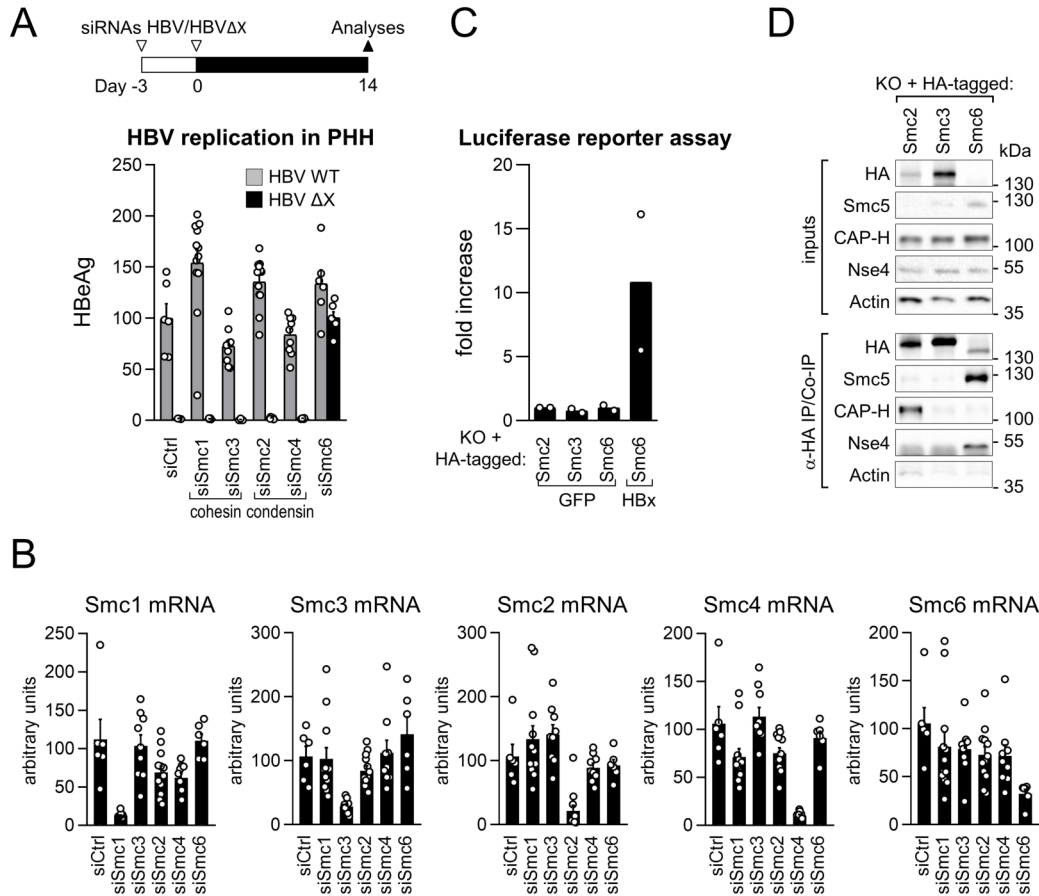 A
siRNAs HBV/HBVΔX
Analyses
Day -3
0
14
HBV replication in PHH
HBeAg
250
200
150
100
50
0
HBV WT
HBV ΔX
siCtrl
siSmc1
siSmc3
siSmc2
siSmc4
siSmc6
cohesin
condensin
C
Luciferase reporter assay
fold increase
20
15
10
5
0
KO +
HA-tagged:
Smc2
Smc3
Smc6
Smc6
GFP
HBx
D
KO + HA-tagged:
Smc2
Smc3
Smc6
kDa
inputs
HA
130
Smc5
130
CAP-H
100
Nse4
55
Actin
35
α-HA IP/Co-IP
HA
130
Smc5
130
CAP-H
100
Nse4
55
Actin
35
B
Smc1 mRNA
arbitrary units
250
200
150
100
50
0
siCtrl
siSmc1
siSmc3
siSmc2
siSmc4
siSmc6
Smc3 mRNA
arbitrary units
300
200
100
0
siCtrl
siSmc1
siSmc3
siSmc2
siSmc4
siSmc6
Smc2 mRNA
arbitrary units
300
200
100
0
siCtrl
siSmc1
siSmc3
siSmc2
siSmc4
siSmc6
Smc4 mRNA
arbitrary units
200
150
100
50
0
siCtrl
siSmc1
siSmc3
siSmc2
siSmc4
siSmc6
Smc6 mRNA
arbitrary units
200
150
100
50
0
siCtrl
siSmc1
siSmc3
siSmc2
siSmc4
siSmc6